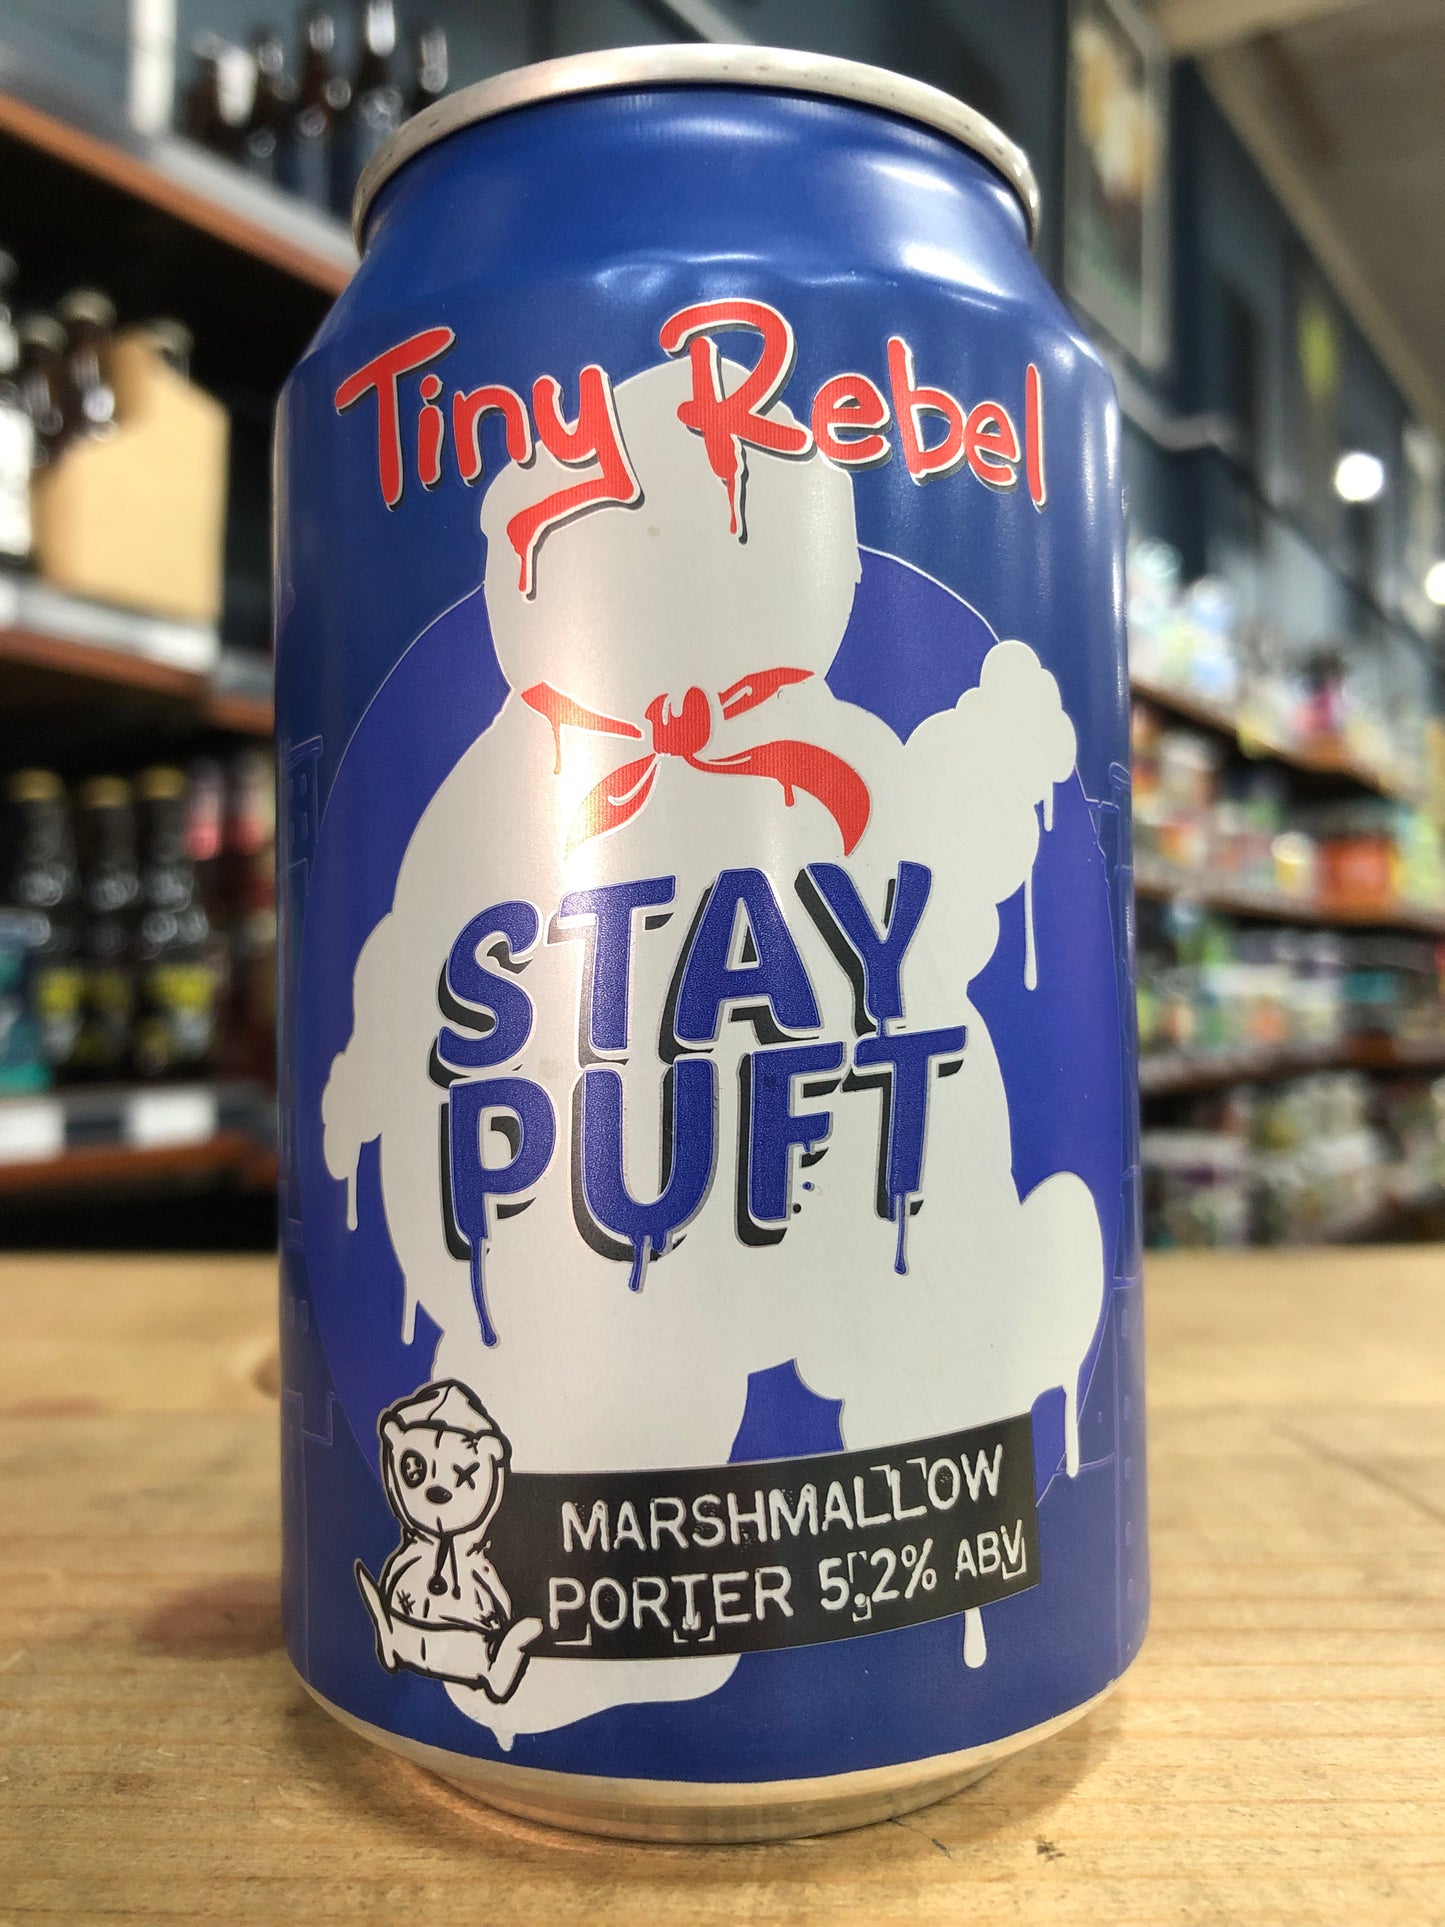 Tiny Rebel
STAY
PUFT
MARSHMALLOW
PORTER 5.2% ABV